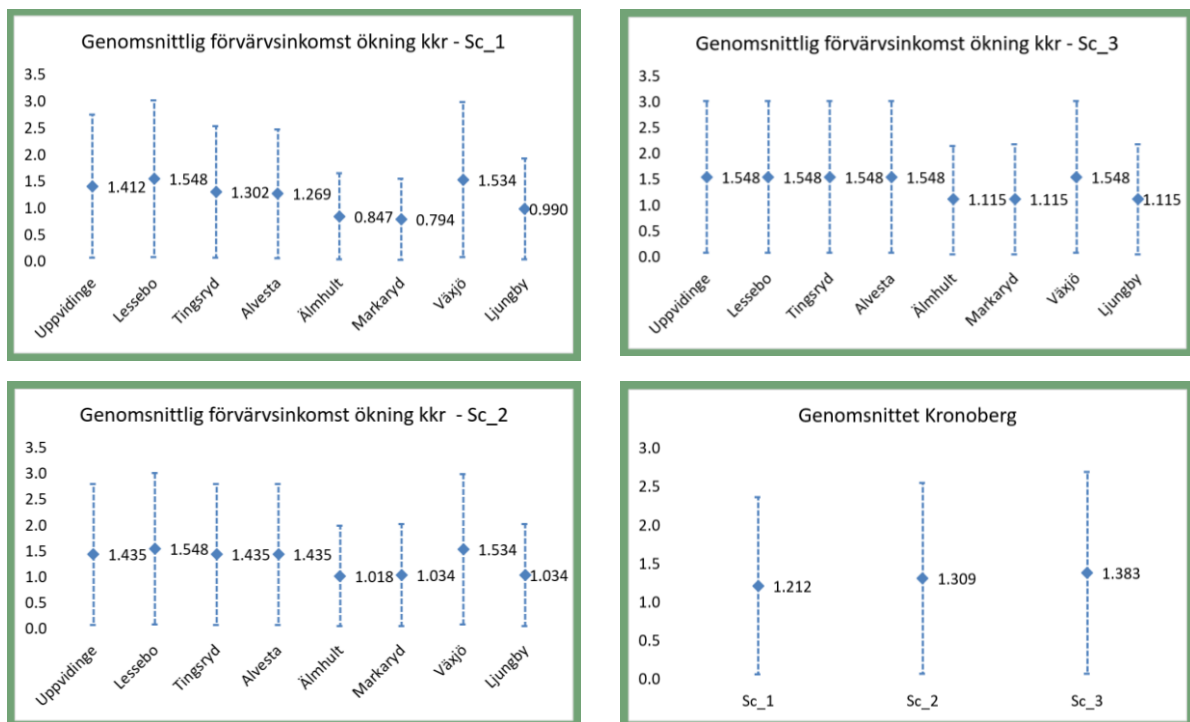 Genomsnittlig förvärvsinkomst ökning kkr - Sc_1
3.5
3.0
2.5
2.0
1.5
1.0
0.5
0.0
1.412
1.548
1.302
1.269
0.847
0.794
1.534
0.990
Uppvidinge
Lessebo
Tingsryd
Alvesta
Älmhult
Markaryd
Växjö
Ljungby
Genomsnittlig förvärvsinkomst ökning kkr - Sc_3
3.5
3.0
2.5
2.0
1.5
1.0
0.5
0.0
1.548
1.548
1.548
1.548
1.115
1.115
1.548
1.115
Uppvidinge
Lessebo
Tingsryd
Alvesta
Älmhult
Markaryd
Växjö
Ljungby
Genomsnittlig förvärvsinkomst ökning kkr - Sc_2
3.5
3.0
2.5
2.0
1.5
1.0
0.5
0.0
1.435
1.548
1.435
1.435
1.018
1.034
1.534
1.034
Uppvidinge
Lessebo
Tingsryd
Alvesta
Älmhult
Markaryd
Växjö
Ljungby
Genomsnittet Kronoberg
3.0
2.5
2.0
1.5
1.0
0.5
0.0
1.212
1.309
1.383
Sc_1
Sc_2
Sc_3